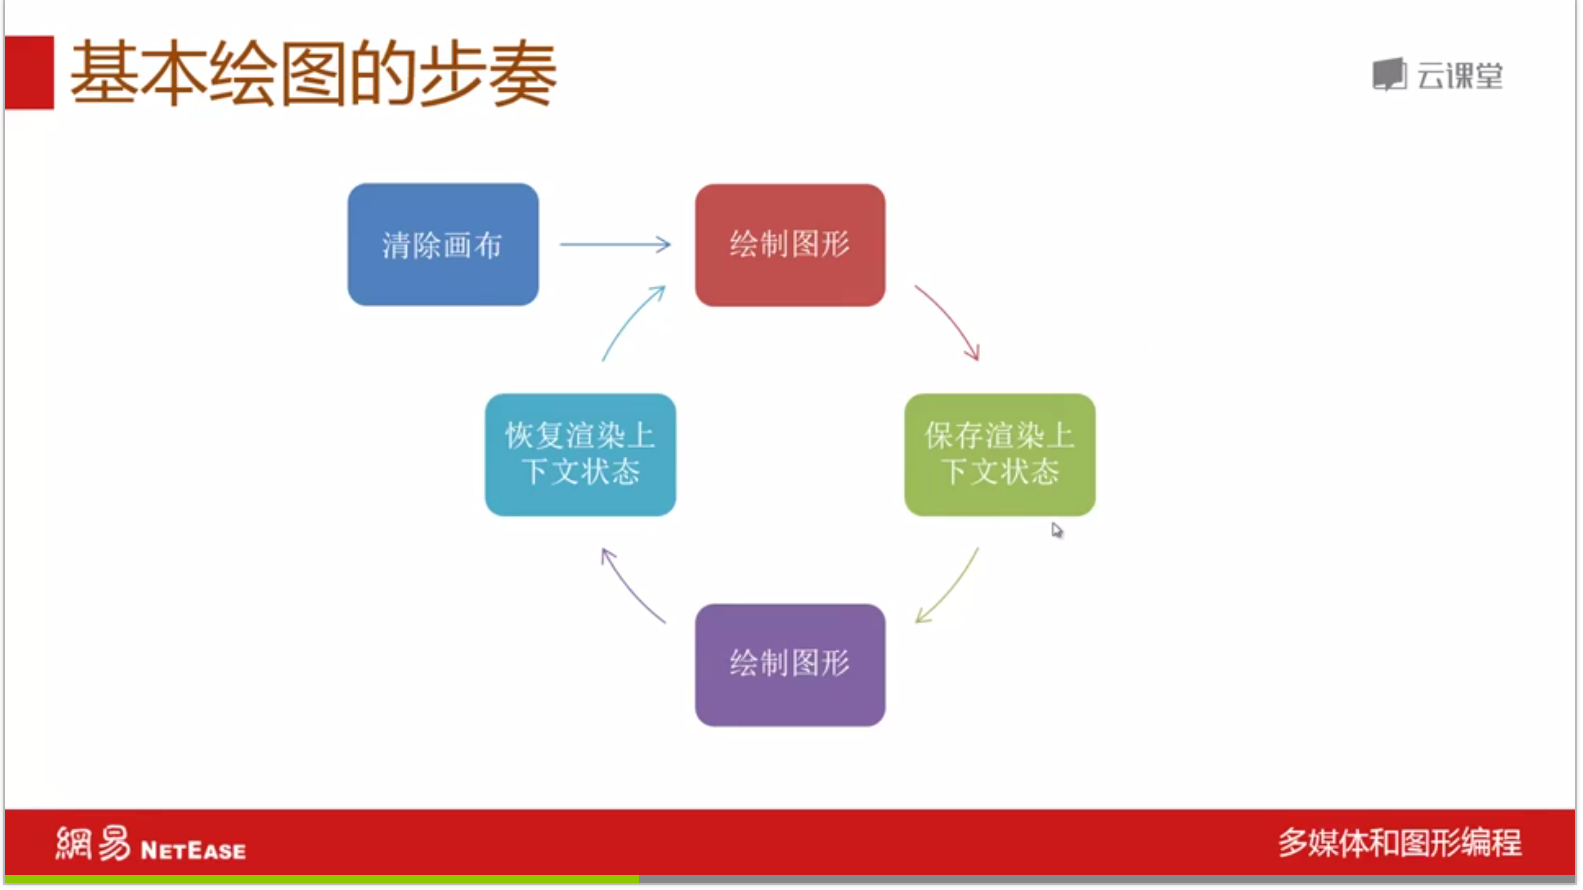 基本绘图的步奏
云课堂
清除画布
绘制图形
恢复渲染上
下文状态
保存渲染上
下文状态
绘制图形
網易 NETEASE
多媒体和图形编程